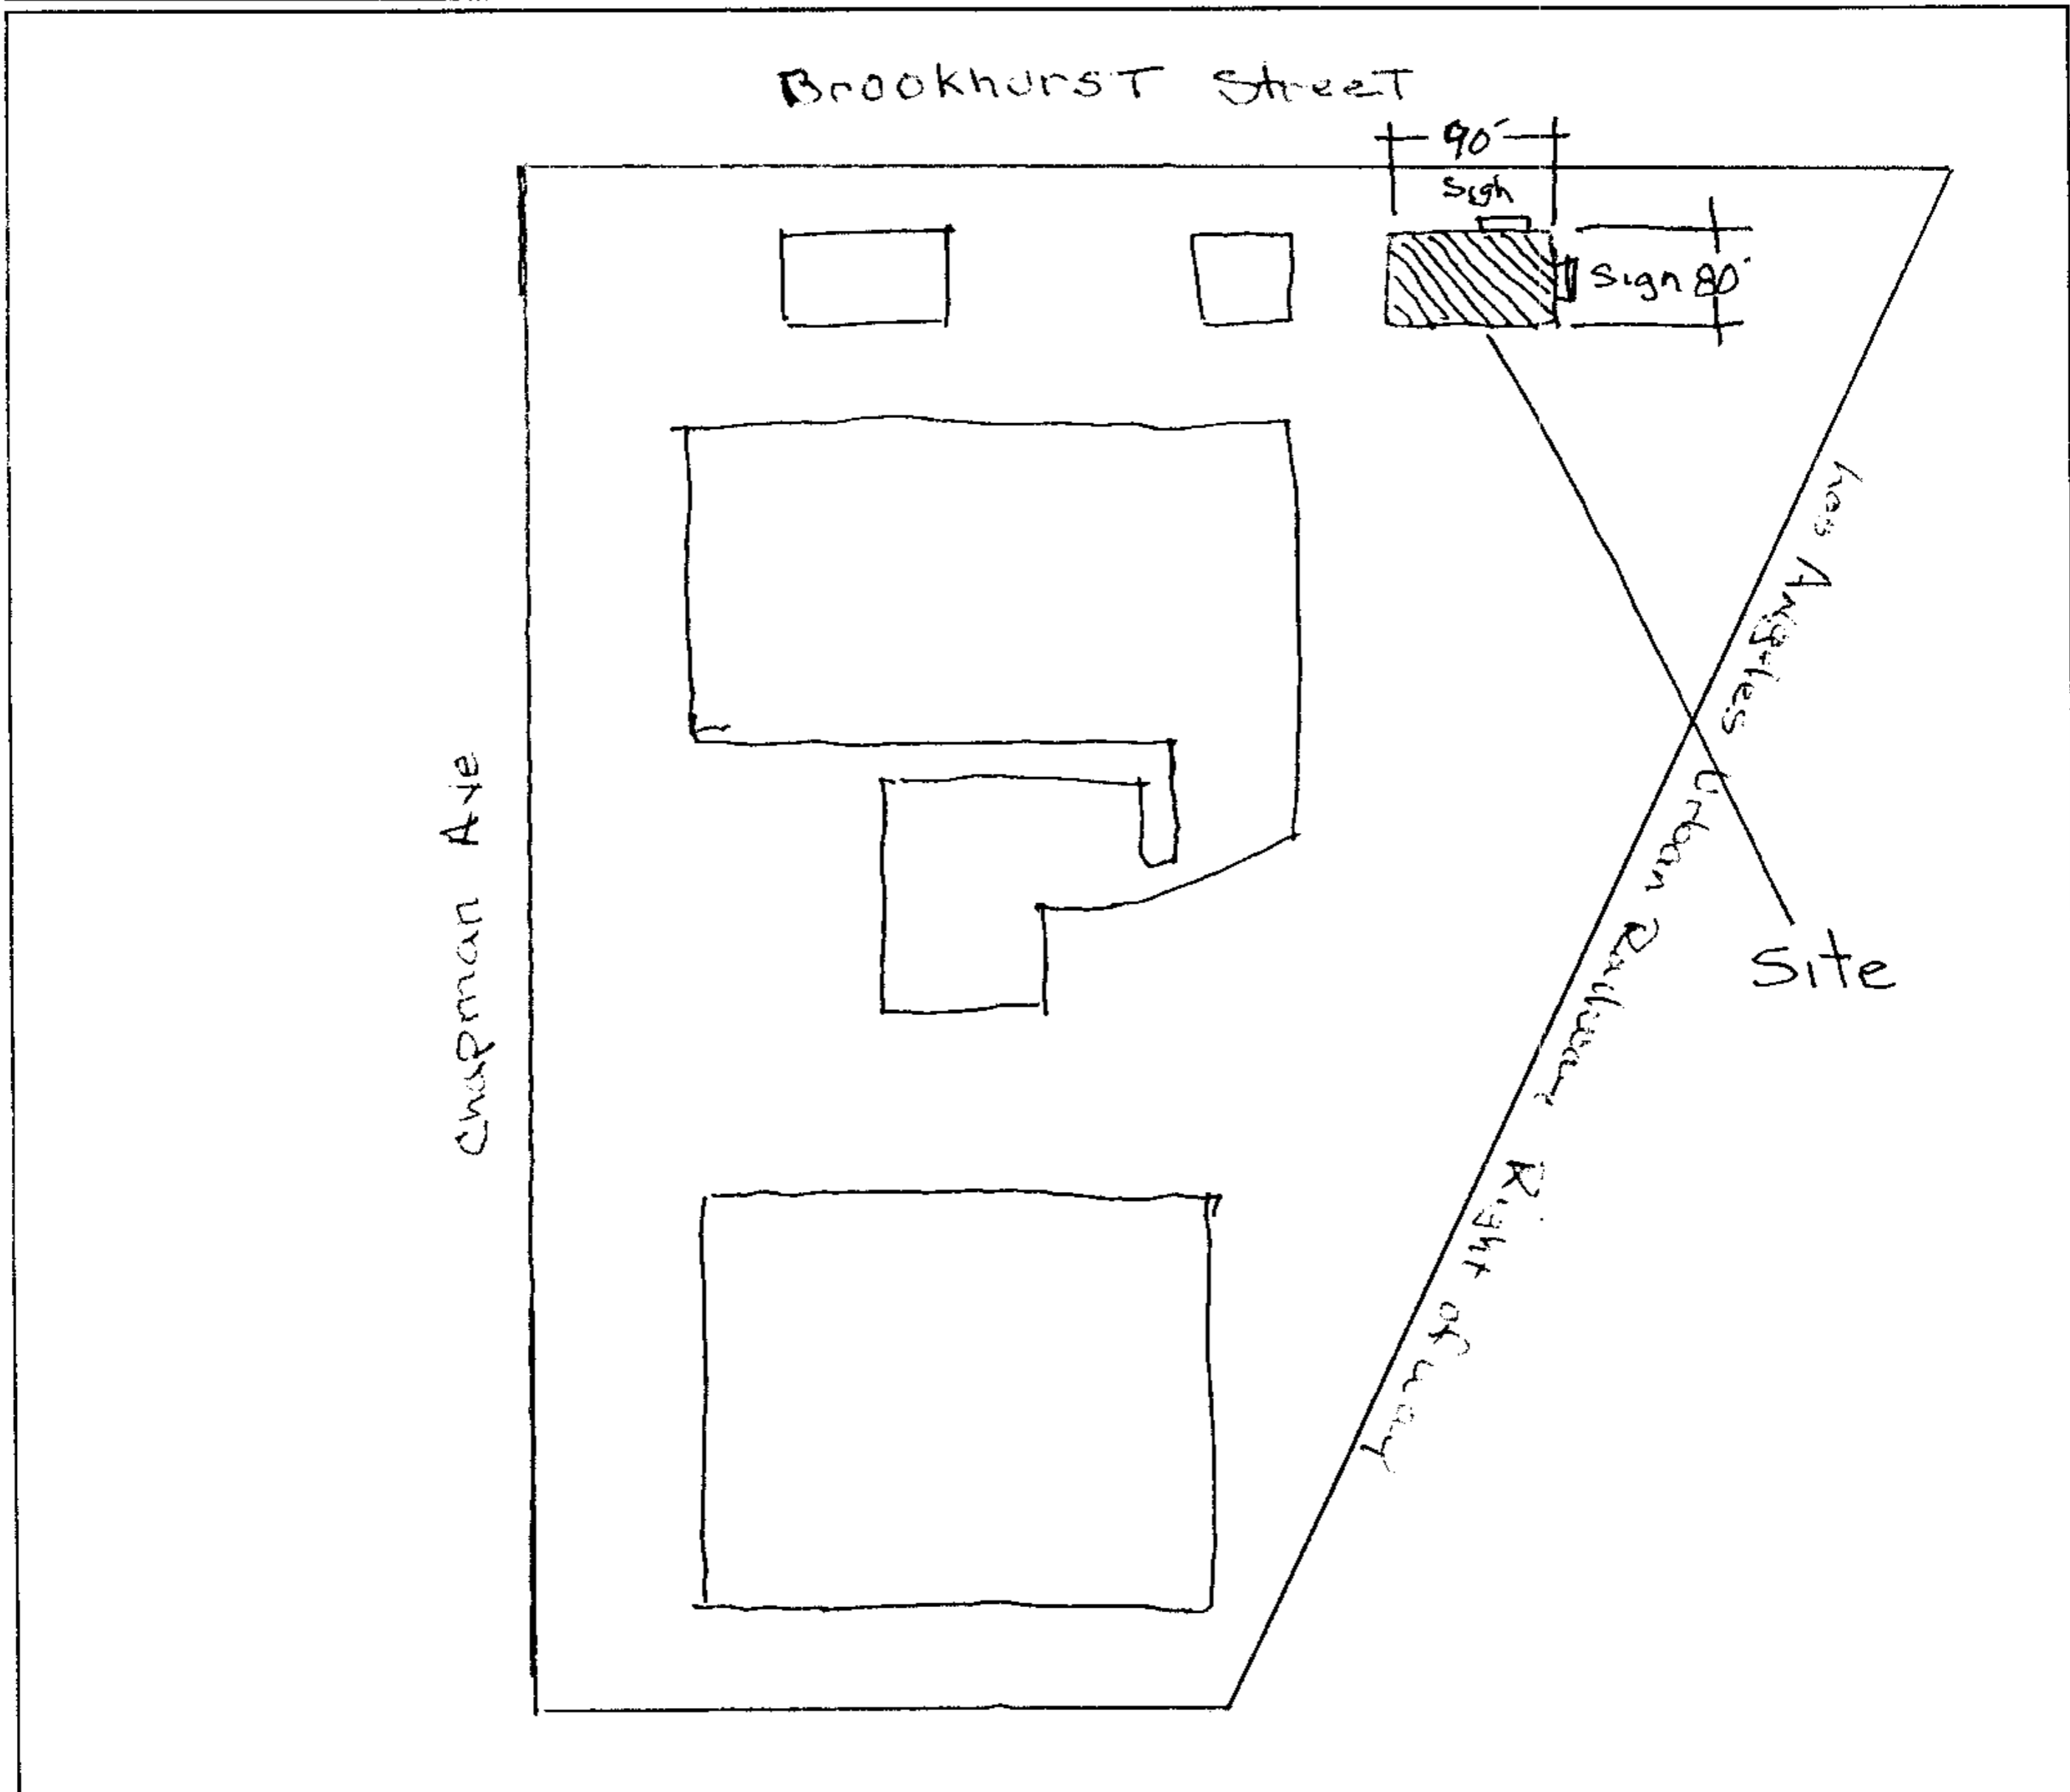 Brookhurst Street
90'
Sign
Sign 80'
Chapman Ave
Los Angeles Urban Railway Right of way
Site